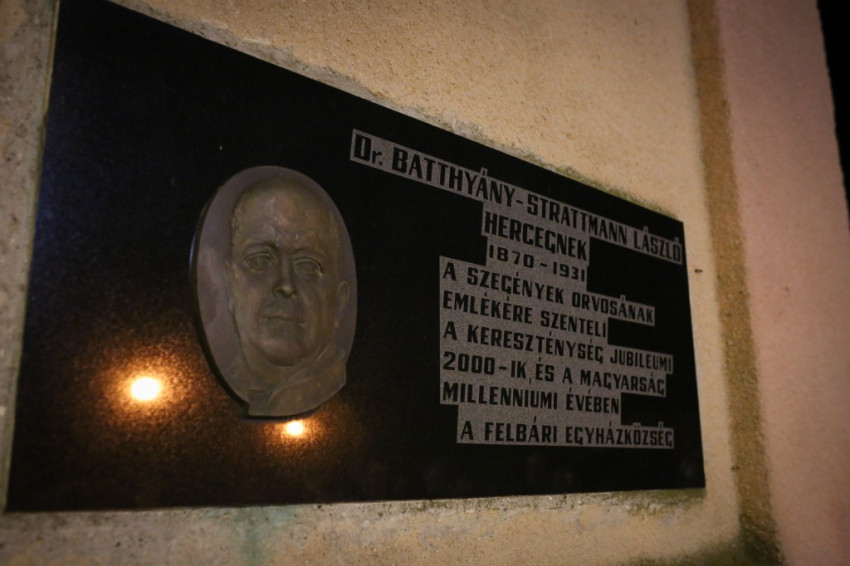 Dr. BATTHYÁNY-STRATTMANN LÁSZLÓ
HERCEGNEK
1870-1931
A SZEGÉNYEK ORVOSÁNAK
EMLÉKÉRE SZENTELI
A KERESZTÉNYSÉG JUBILEUMI
2000-IK, ÉS A MAGYARSÁG
MILLENNIUMI ÉVÉBEN
A FELBÁRI EGYHÁZKÖZSÉG